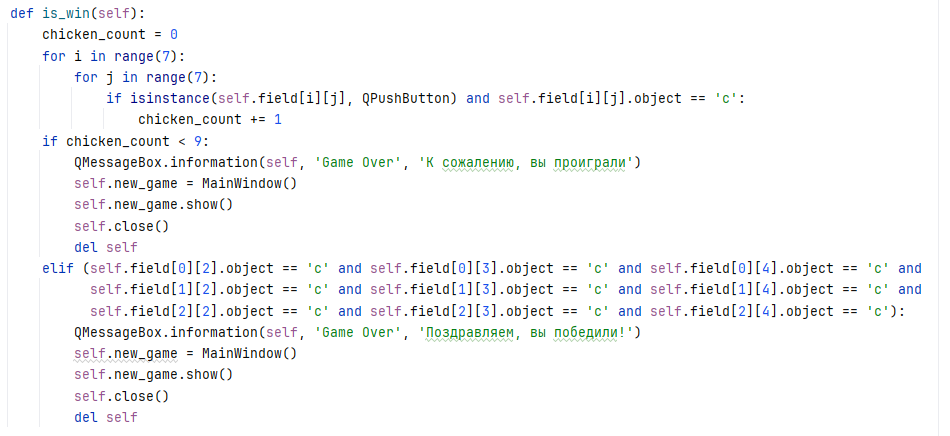 def is_win(self):
    chicken_count = 0
    for i in range(7):
        for j in range(7):
            if isinstance(self.field[i][j], QPushButton) and self.field[i][j].object == 'c':
                chicken_count += 1
    if chicken_count < 9:
        QMessageBox.information(self, 'Game Over', 'К сожалению, вы проиграли')
        self.new_game = MainWindow()
        self.new_game.show()
        self.close()
        del self
    elif (self.field[0][2].object == 'c' and self.field[0][3].object == 'c' and self.field[0][4].object == 'c' and
          self.field[1][2].object == 'c' and self.field[1][3].object == 'c' and self.field[1][4].object == 'c' and
          self.field[2][2].object == 'c' and self.field[2][3].object == 'c' and self.field[2][4].object == 'c'):
        QMessageBox.information(self, 'Game Over', 'Поздравляем, вы победили!')
        self.new_game = MainWindow()
        self.new_game.show()
        self.close()
        del self